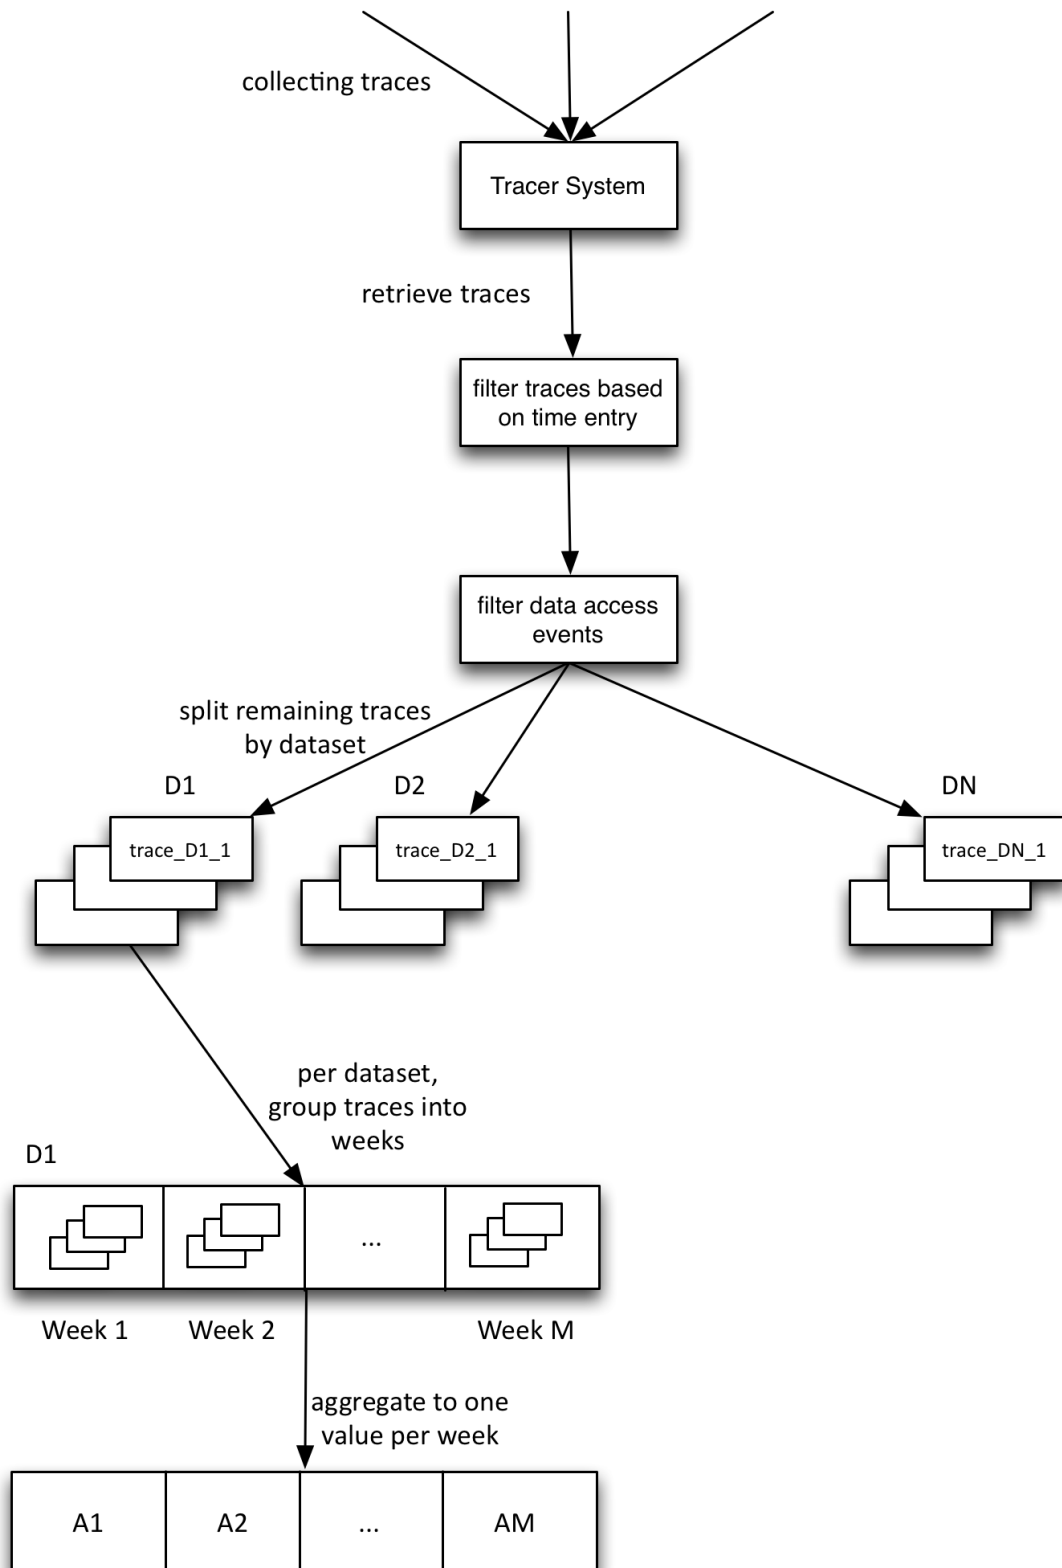 collecting traces
Tracer System
retrieve traces
filter traces based
on time entry
filter data access
events
split remaining traces
by dataset
D1
D2
DN
trace_D1_1
trace_D2_1
trace_DN_1
per dataset,
group traces into
weeks
D1
...
Week 1
Week 2
Week M
aggregate to one
value per week
A1
A2
...
AM